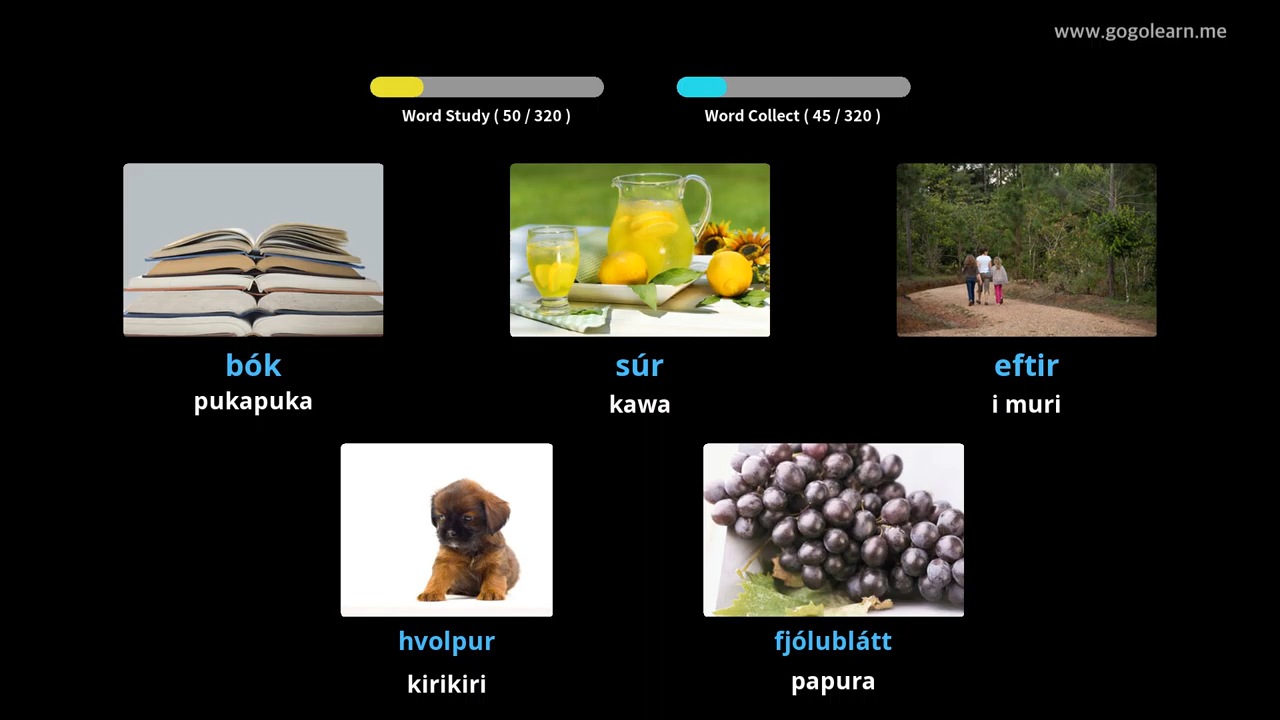 www.gogolearn.me
Word Study ( 50 / 320 )
Word Collect ( 45 / 320 )
bók
pukapuka
súr
kawa
eftir
i muri
hvolpur
kirikiri
fjólublátt
papura